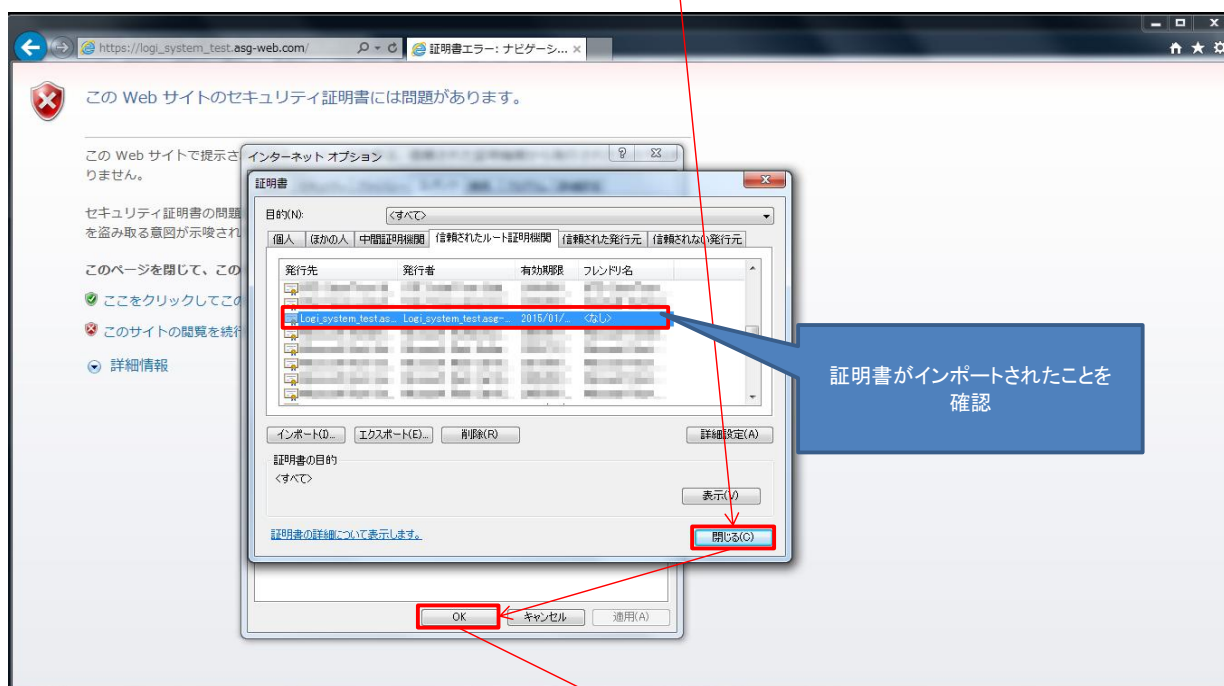 https://logi_system_test.asg-web.com/
証明書エラー: ナビゲーシ...
この Web サイトのセキュリティ証明書には問題があります。
この Web サイトで提示さ
りません。
セキュリティ証明書の問題
を盗み取る意図が示唆され
このページを閉じて、この
ここをクリックしてこの
このサイトの閲覧を続行
詳細情報
インターネット オプション
証明書
目的(N):
<すべて>
個人 ほかの人 中間証明機関 信頼されたルート証明機関 信頼された発行元 信頼されない発行元
発行先 発行者 有効期限 フレンドリ名
Logi_system_test.as... Logi_system_test.asg-... 2015/01/... <なし>
証明書がインポートされたことを
確認
インポート(I)... エクスポート(E)... 削除(R) 詳細設定(A)
証明書の目的
<すべて>
表示(V)
証明書の詳細について表示します。
閉じる(C)
OK キャンセル 適用(A)